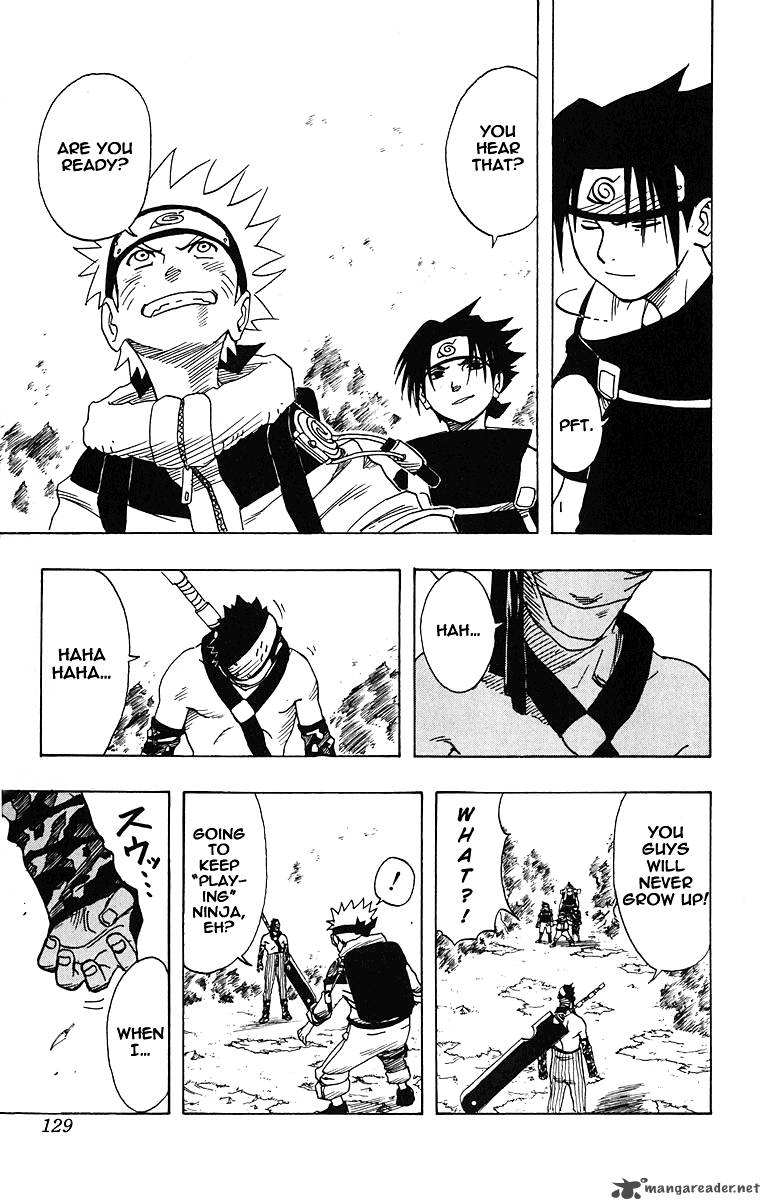 PFT.
YOU
HEAR
THAT?
ARE YOU
READY?
HAH...
HAHA
HAHA...
YOU
GUYS
WILL
NEVER
GROW UP!
WHAT?!
!
GOING
TO
KEEP
"PLAY-
ING"
NINJA,
EH?
スウッ...
WHEN
I...
129
mangareader.net